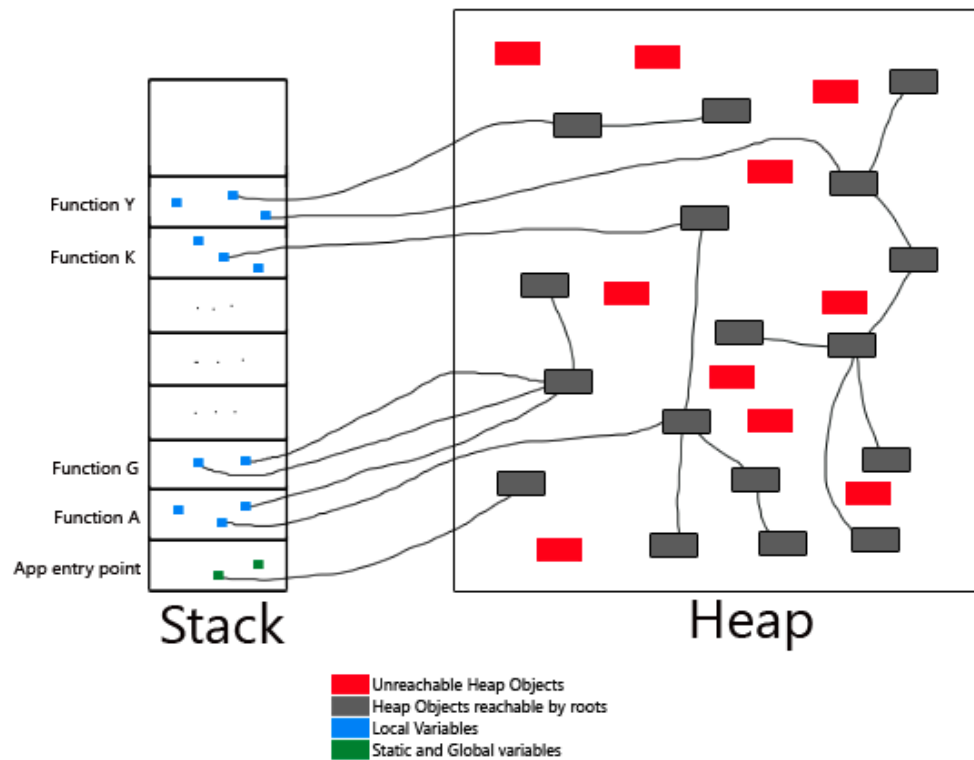 Function Y
Function K
. . .
. . .
. . .
Function G
Function A
App entry point
Stack
Heap
Unreachable Heap Objects
Heap Objects reachable by roots
Local Variables
Static and Global variables